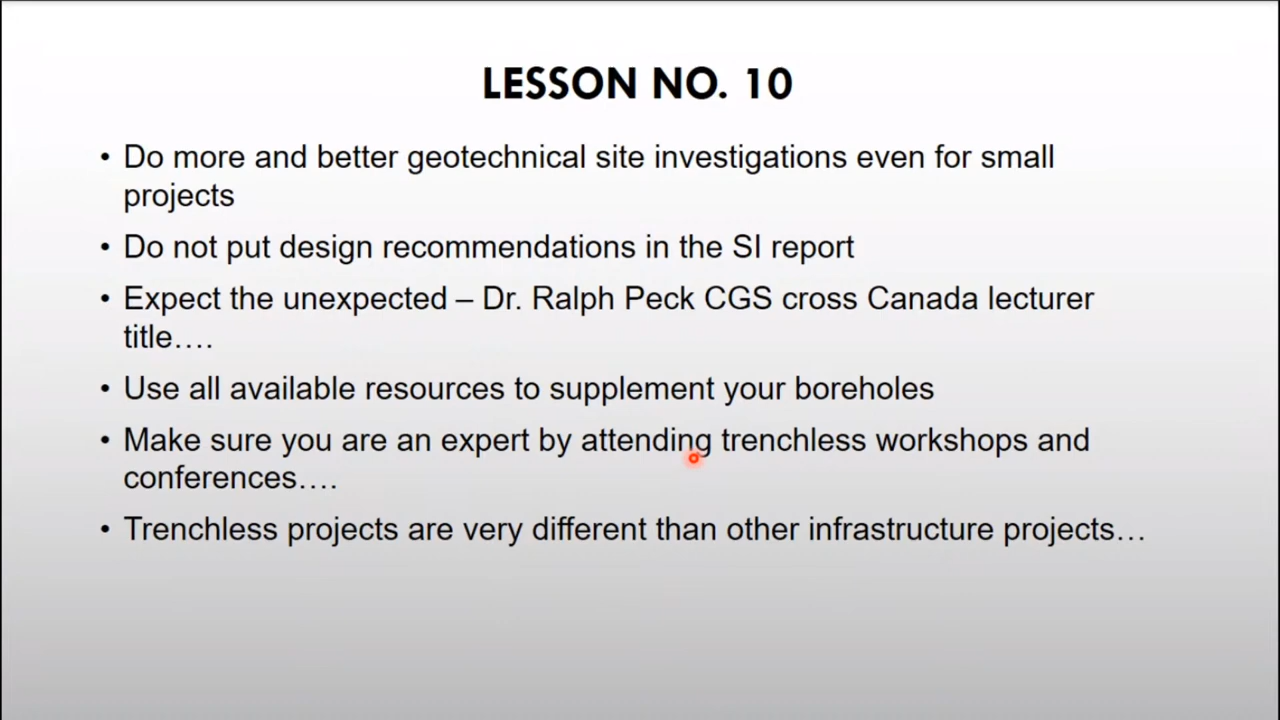 LESSON NO. 10
• Do more and better geotechnical site investigations even for small
projects
• Do not put design recommendations in the SI report
• Expect the unexpected – Dr. Ralph Peck CGS cross Canada lecturer
title….
• Use all available resources to supplement your boreholes
• Make sure you are an expert by attending trenchless workshops and
conferences….
• Trenchless projects are very different than other infrastructure projects…